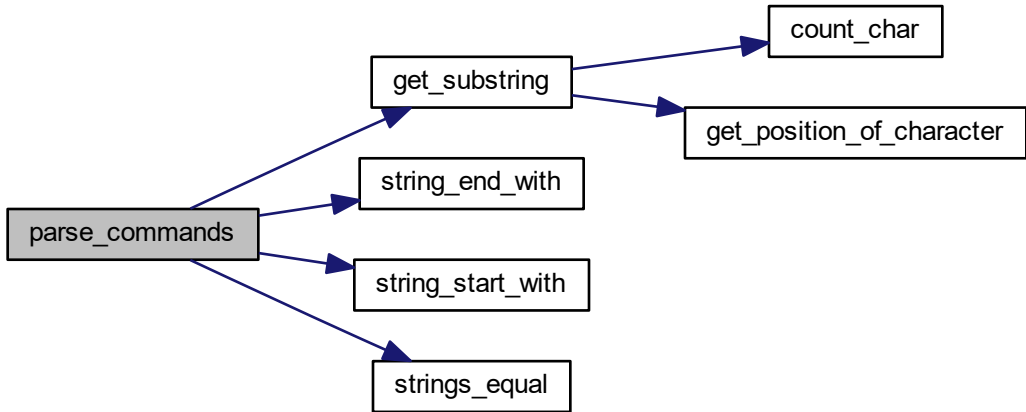 count_char
get_substring
get_position_of_character
string_end_with
parse_commands
string_start_with
strings_equal